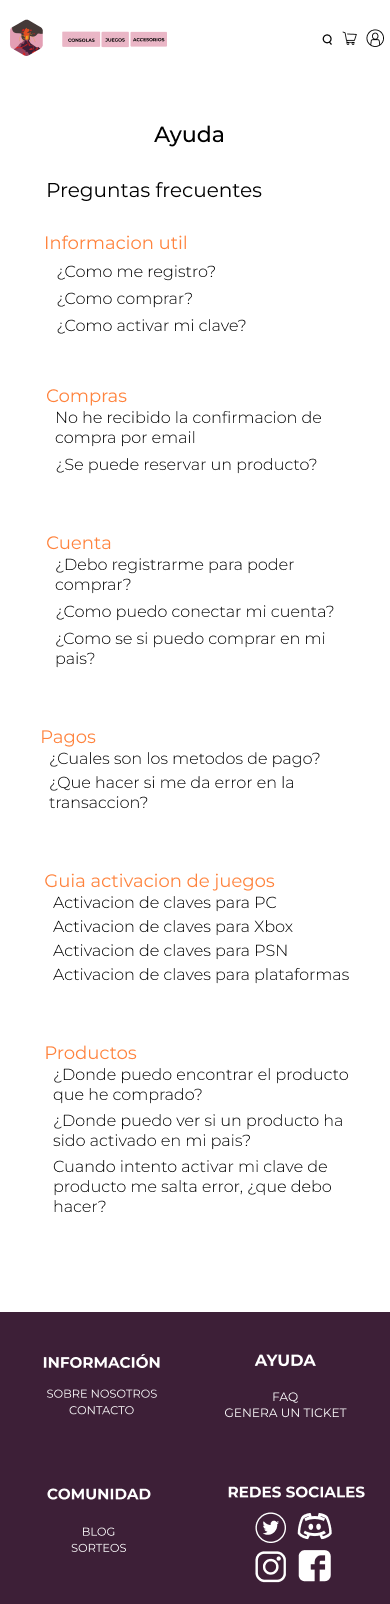 CONSOLAS JUEGOS ACCESORIOS
Ayuda
Preguntas frecuentes
Informacion util
¿Como me registro?
¿Como comprar?
¿Como activar mi clave?
Compras
No he recibido la confirmacion de
compra por email
¿Se puede reservar un producto?
Cuenta
¿Debo registrarme para poder
comprar?
¿Como puedo conectar mi cuenta?
¿Como se si puedo comprar en mi
pais?
Pagos
¿Cuales son los metodos de pago?
¿Que hacer si me da error en la
transaccion?
Guia activacion de juegos
Activacion de claves para PC
Activacion de claves para Xbox
Activacion de claves para PSN
Activacion de claves para plataformas
Productos
¿Donde puedo encontrar el producto
que he comprado?
¿Donde puedo ver si un producto ha
sido activado en mi pais?
Cuando intento activar mi clave de
producto me salta error, ¿que debo
hacer?
INFORMACIÓN
SOBRE NOSOTROS
CONTACTO
AYUDA
FAQ
GENERA UN TICKET
COMUNIDAD
BLOG
SORTEOS
REDES SOCIALES